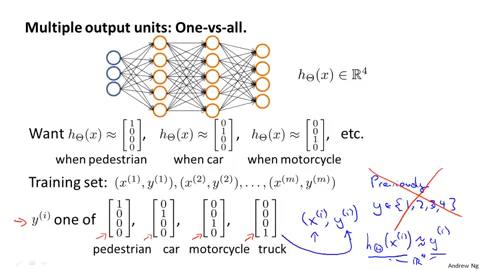 Multiple output units: One-vs-all.
hΘ(x) ∈ ℝ⁴
Want hΘ(x) ≈ [1 0 0 0], hΘ(x) ≈ [0 1 0 0], hΘ(x) ≈ [0 0 1 0], etc.
when pedestrian when car when motorcycle
Training set: (x⁽¹⁾, y⁽¹⁾), (x⁽²⁾, y⁽²⁾), . . . , (x⁽ᵐ⁾, y⁽ᵐ⁾)
→ y⁽ⁱ⁾ one of [1 0 0 0], [0 1 0 0], [0 0 1 0], [0 0 0 1]
pedestrian car motorcycle truck
(x⁽ⁱ⁾, y⁽ⁱ⁾)
Previously
y ∈ {1, 2, 3, 4}
hΘ(x⁽ⁱ⁾) ≈ y⁽ⁱ⁾
∈ ℝ⁴
Andrew Ng